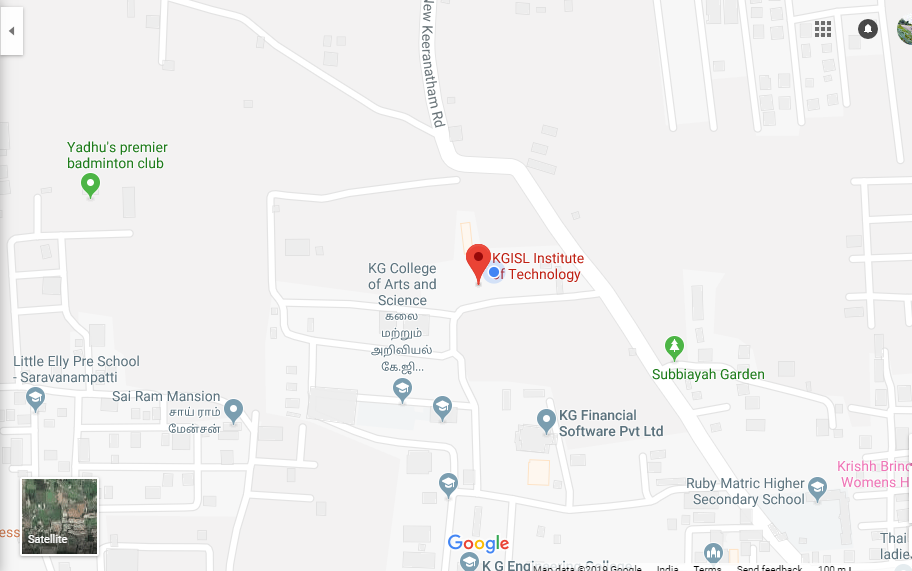 New Keeranatham Rd
Yadhu's premier
badminton club
KGISL Institute
of Technology
KG College
of Arts and
Science
கலை
மற்றும்
அறிவியல்
கே.ஜி...
Little Elly Pre School
- Saravanampatti
Subbiayah Garden
Sai Ram Mansion
சாய் ராம்
மேன்சன்
KG Financial
Software Pvt Ltd
Krishh Brind
Womens H
Ruby Matric Higher
Secondary School
Satellite
Google
Thai
ladie
K G Engineering College
Map data ©2019 Google
India
Terms
Send feedback
100 m